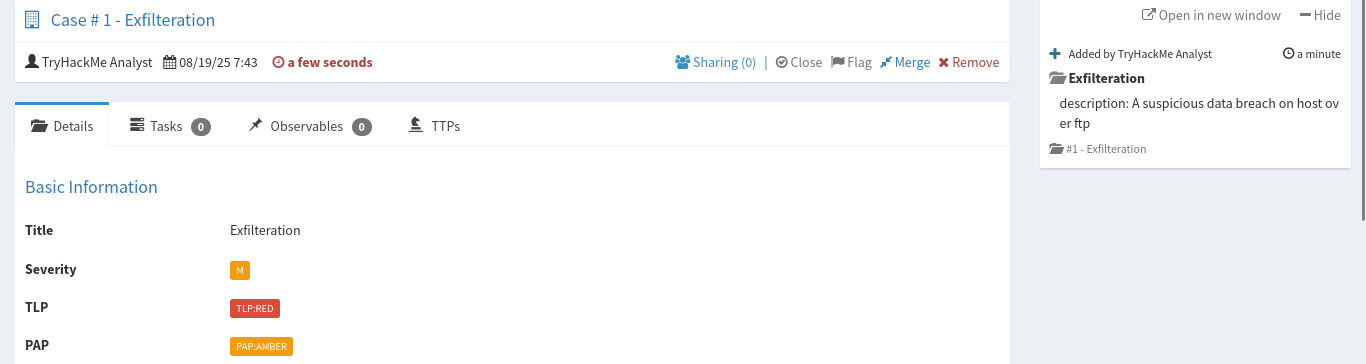 Case # 1 - Exfilteration
TryHackMe Analyst 08/19/25 7:43 a few seconds
Sharing (0) | Close Flag Merge Remove
Details Tasks 0 Observables 0 TTPs
Basic Information
Title Exfilteration
Severity M
TLP TLP:RED
PAP PAP:AMBER
Open in new window Hide
Added by TryHackMe Analyst a minute
Exfilteration
description: A suspicious data breach on host ov
er ftp
#1 - Exfilteration